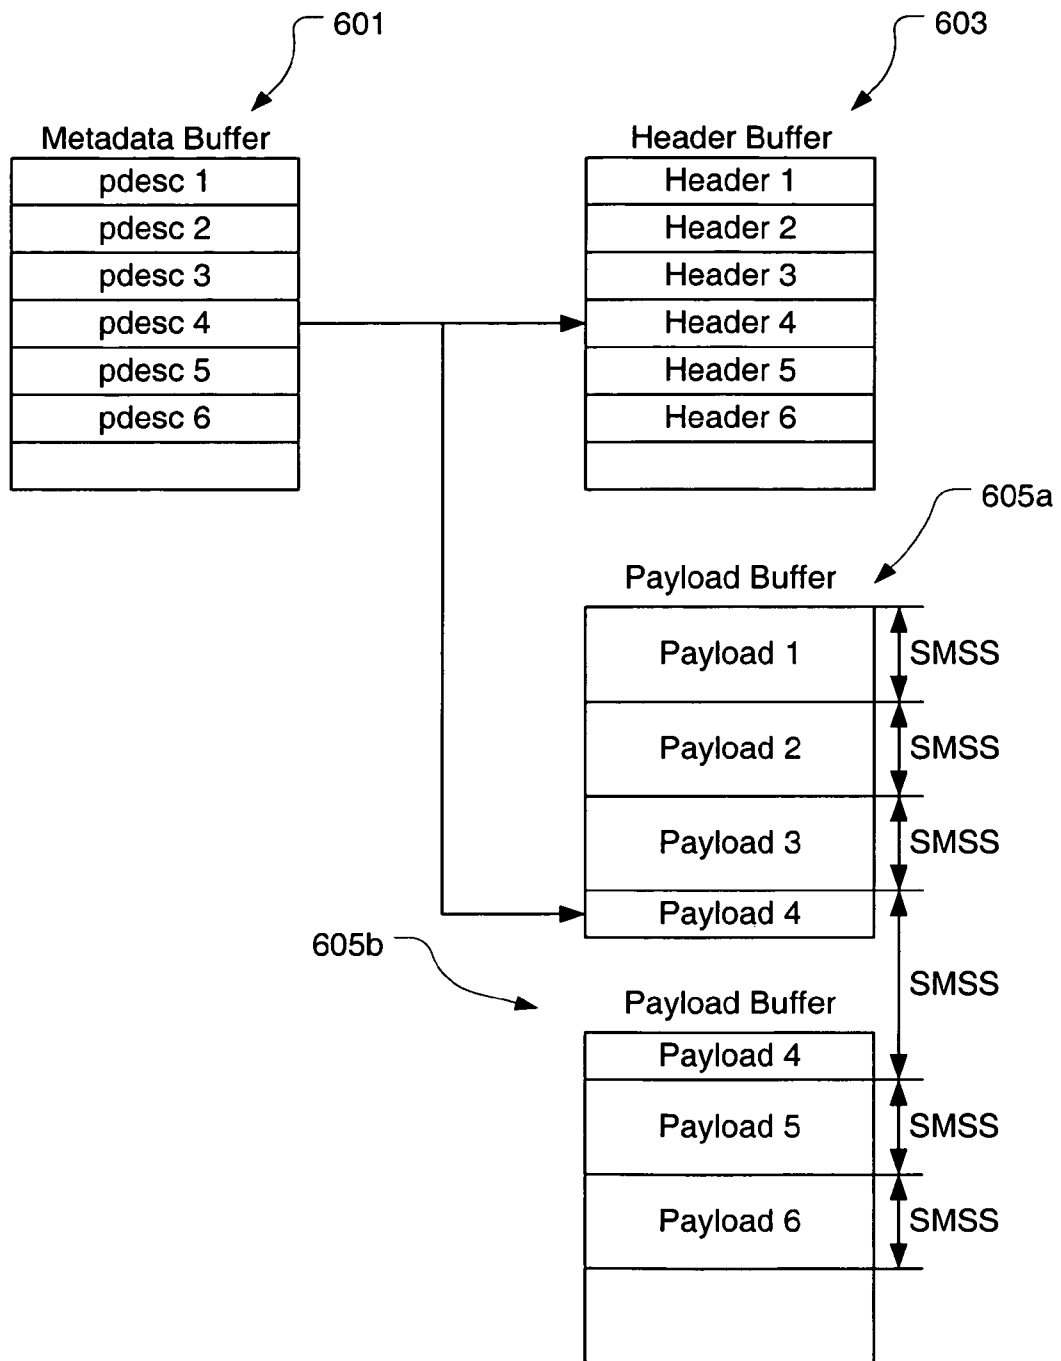 601
603
Metadata Buffer
pdesc 1
pdesc 2
pdesc 3
pdesc 4
pdesc 5
pdesc 6
Header Buffer
Header 1
Header 2
Header 3
Header 4
Header 5
Header 6
605a
Payload Buffer
Payload 1
SMSS
Payload 2
SMSS
Payload 3
SMSS
Payload 4
SMSS
605b
Payload Buffer
Payload 4
Payload 5
SMSS
Payload 6
SMSS